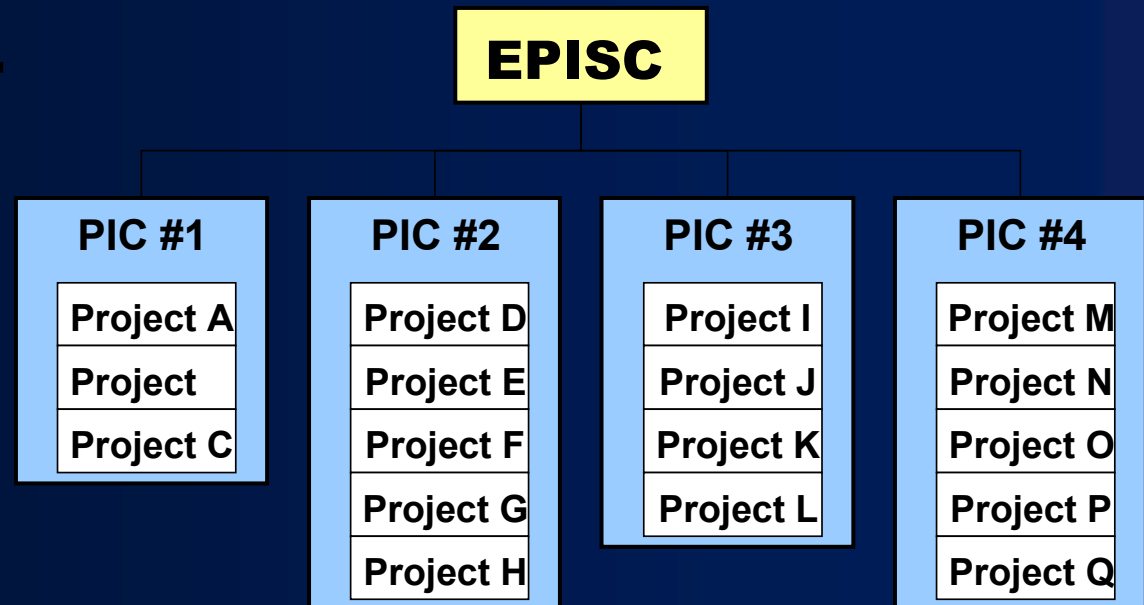 EPISC
PIC #1
Project A
Project
Project C
PIC #2
Project D
Project E
Project F
Project G
Project H
PIC #3
Project I
Project J
Project K
Project L
PIC #4
Project M
Project N
Project O
Project P
Project Q